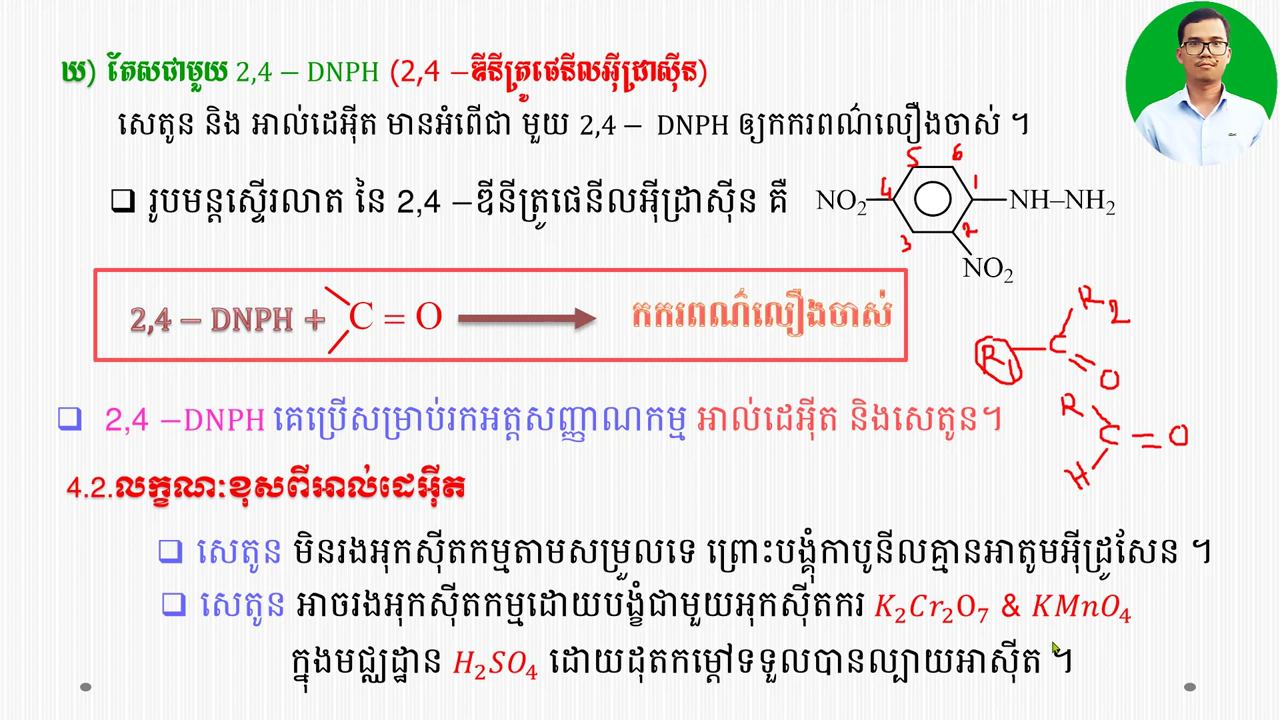 ឃ) តែសជាមួយ 2,4 – DNPH (2,4 –ឌីនីត្រូផេនីលអ៊ីដ្រាស៊ីន)
សេតូន និង អាល់ដេអ៊ីត មានអំពើជា មួយ 2,4 – DNPH ឲ្យកករពណ៌លឿងចាស់ ។
❑ រូបមន្តស្ទើរលាត នៃ 2,4 –ឌីនីត្រូផេនីលអ៊ីដ្រាស៊ីន គឺ
5 6
4 1
NO₂ NH–NH₂
3 2
NO₂
2,4 – DNPH + C = O ⟶ កករពណ៌លឿងចាស់
R₂
R₁ C = O
R
C = O
H
❑ 2,4 –DNPH គេប្រើសម្រាប់រកអត្តសញ្ញាណកម្ម អាល់ដេអ៊ីត និងសេតូន។
4.2.លក្ខណៈខុសពីអាល់ដេអ៊ីត
❑ សេតូន មិនរងអុកស៊ីតកម្មតាមសម្រួលទេ ព្រោះបង្គុំកាបូនីលគ្មានអាតូមអ៊ីដ្រូសែន ។
❑ សេតូន អាចរងអុកស៊ីតកម្មដោយបង្ខំជាមួយអុកស៊ីតករ K₂Cr₂O₇ & KMnO₄
ក្នុងមជ្ឈដ្ឋាន H₂SO₄ ដោយដុតកម្ដៅទទួលបានល្បាយអាស៊ីត ។